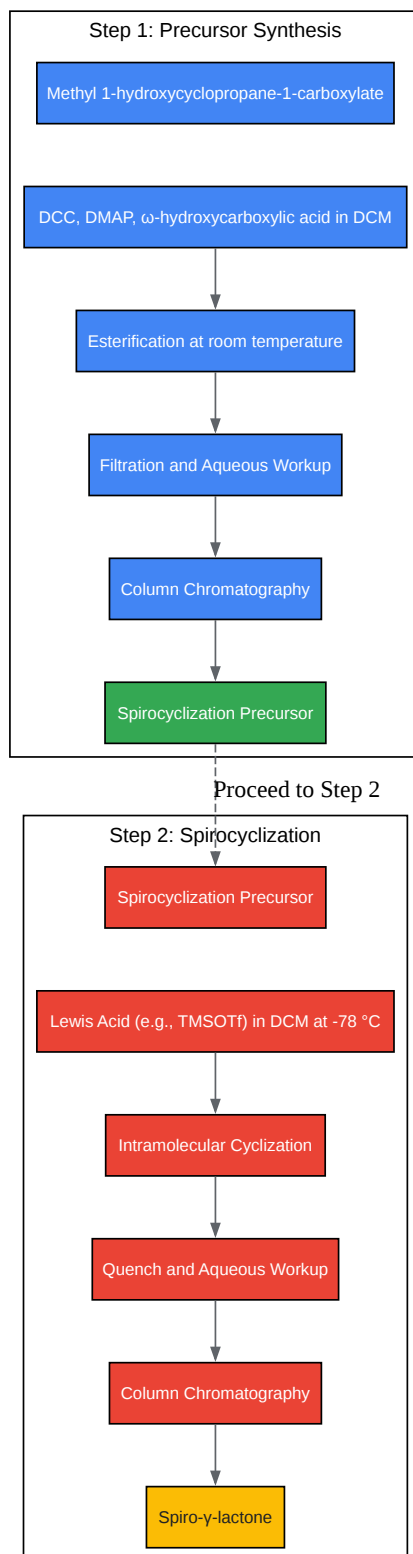 Step 1: Precursor Synthesis
Methyl 1-hydroxycyclopropane-1-carboxylate
DCC, DMAP, ω-hydroxycarboxylic acid in DCM
Esterification at room temperature
Filtration and Aqueous Workup
Column Chromatography
Spirocyclization Precursor
Proceed to Step 2
Step 2: Spirocyclization
Spirocyclization Precursor
Lewis Acid (e.g., TMSOTf) in DCM at -78 °C
Intramolecular Cyclization
Quench and Aqueous Workup
Column Chromatography
Spiro-γ-lactone